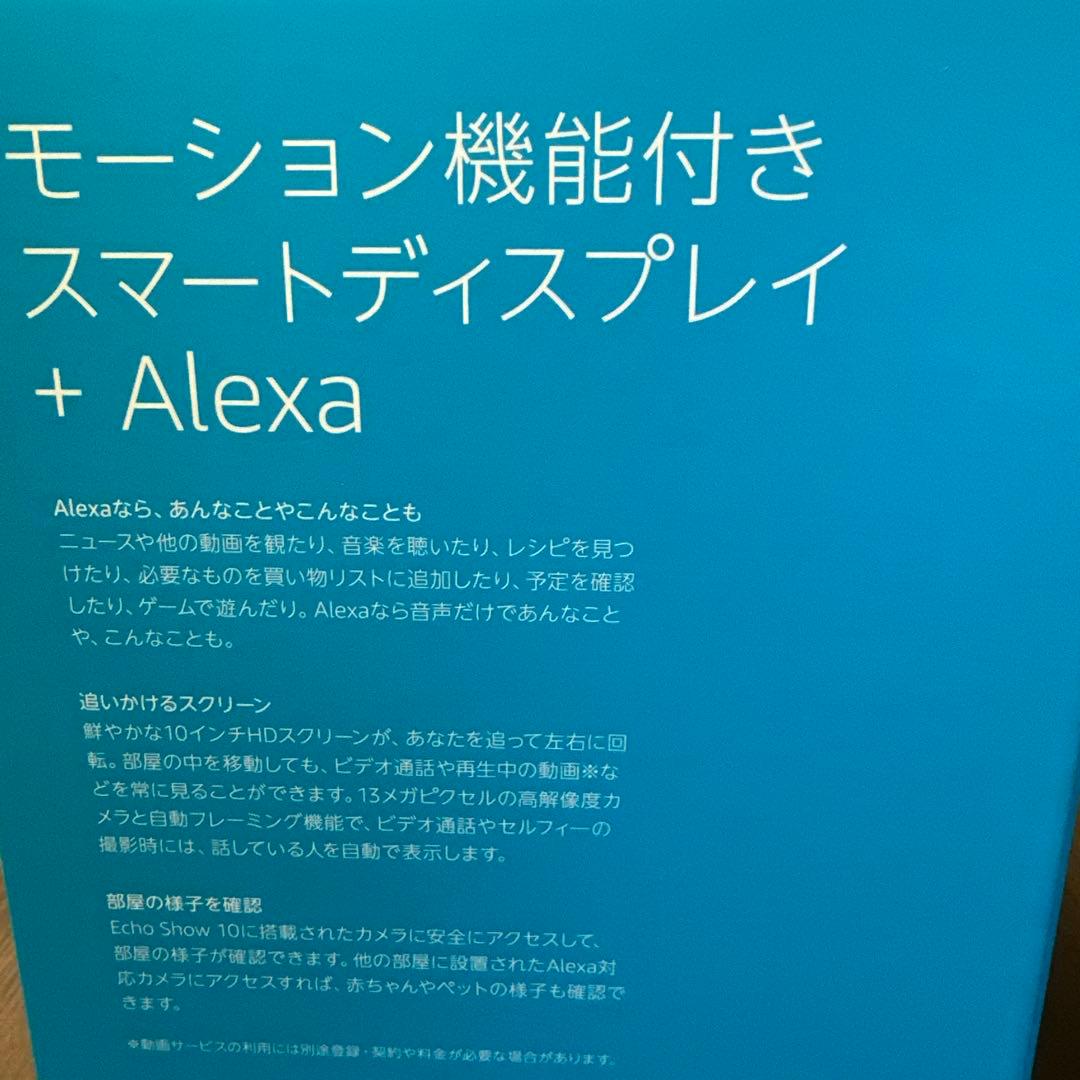 モーション機能付き
スマートディスプレイ
+ Alexa
Alexaなら、あんなことやこんなことも
ニュースや他の動画を観たり、音楽を聴いたり、レシピを見つ
けたり、必要なものを買い物リストに追加したり、予定を確認
したり、ゲームで遊んだり。Alexaなら音声だけであんなこと
や、こんなことも。
追いかけるスクリーン
鮮やかな10インチHDスクリーンが、あなたを追って左右に回
転。部屋の中を移動しても、ビデオ通話や再生中の動画※な
どを常に見ることができます。13メガピクセルの高解像度カ
メラと自動フレーミング機能で、ビデオ通話やセルフィーの
撮影時には、話している人を自動で表示します。
部屋の様子を確認
Echo Show 10に搭載されたカメラに安全にアクセスして、
部屋の様子が確認できます。他の部屋に設置されたAlexa対
応カメラにアクセスすれば、赤ちゃんやペットの様子も確認で
きます。
※動画サービスの利用には別途登録・契約や料金が必要な場合があります。